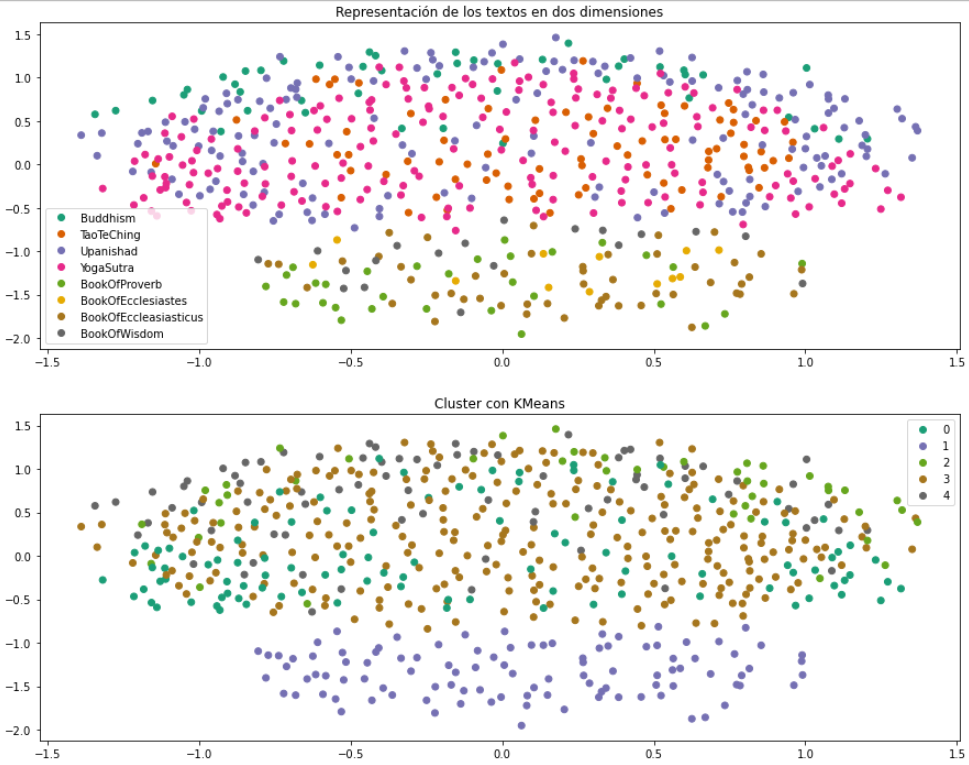 Representación de los textos en dos dimensiones
1.5
1.0
0.5
0.0
−0.5
−1.0
−1.5
−2.0
Buddhism
TaoTeChing
Upanishad
YogaSutra
BookOfProverb
BookOfEcclesiastes
BookOfEccleasiasticus
BookOfWisdom
−1.5 −1.0 −0.5 0.0 0.5 1.0 1.5
Cluster con KMeans
1.5
1.0
0.5
0.0
−0.5
−1.0
−1.5
−2.0
0
1
2
3
4
−1.5 −1.0 −0.5 0.0 0.5 1.0 1.5